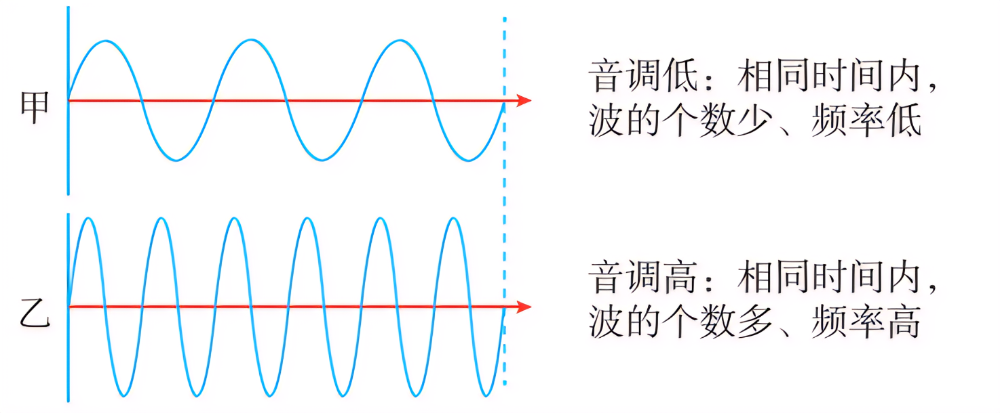 甲
音调低：相同时间内，
波的个数少、频率低
乙
音调高：相同时间内，
波的个数多、频率高